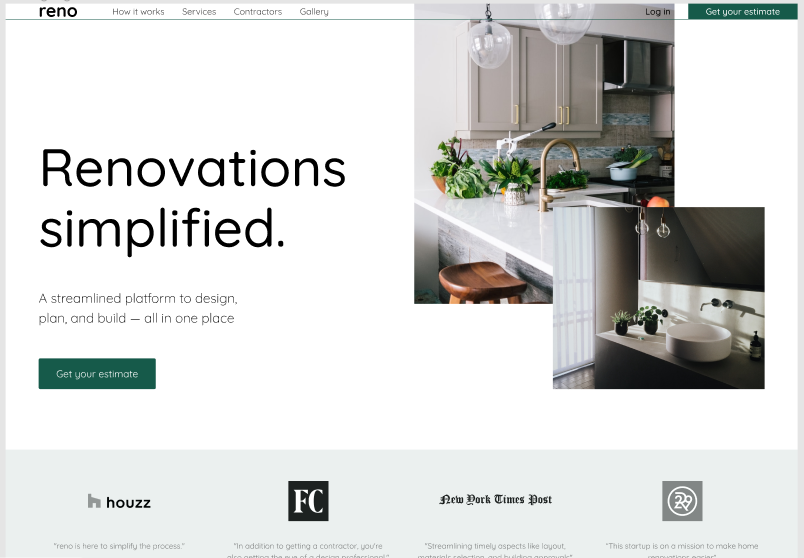 reno
How it works Services Contractors Gallery Log in Get your estimate
Renovations
simplified.
A streamlined platform to design,
plan, and build — all in one place
Get your estimate
houzz FC New York Times Post
"reno is here to simplify the process." "In addition to getting a contractor, you're "Streamlining timely aspects like layout, "This startup is on a mission to make home
also getting the eye of a design professional." materials selection, and building approvals" renovations easier"